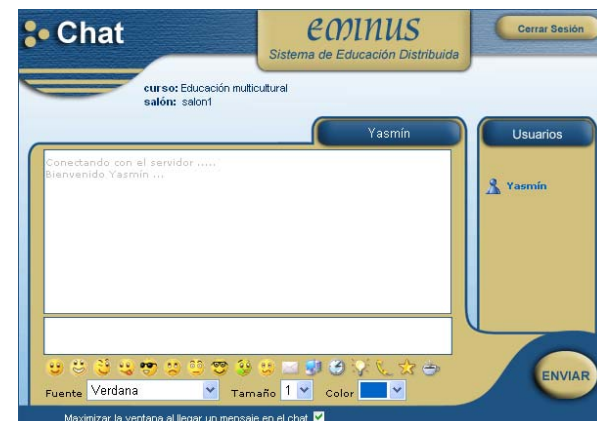 Chat
eminus
Sistema de Educación Distribuida
Cerrar Sesión
curso: Educación multicultural
salón: salon1
Yasmín
Usuarios
Conectando con el servidor .....
Bienvenido Yasmín ...
Yasmín
Fuente Verdana Tamaño 1 Color
ENVIAR
Maximizar la ventana al llegar un mensaje en el chat